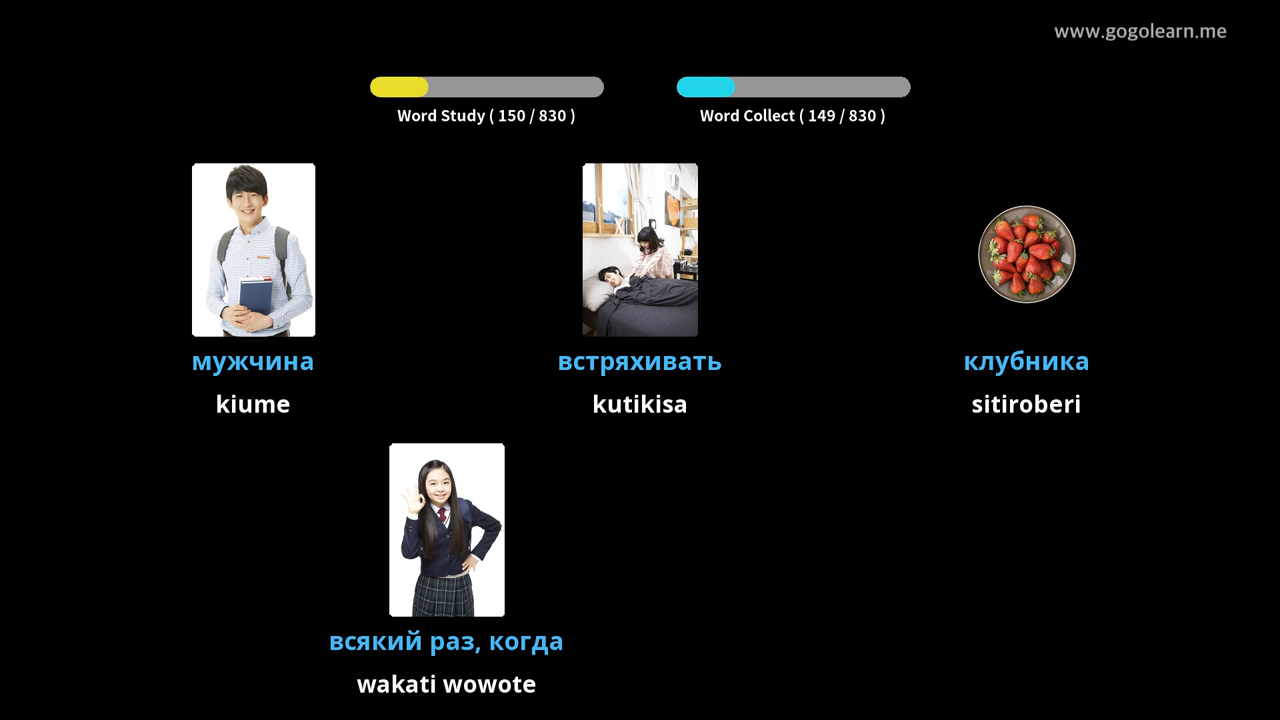 www.gogolearn.me
Word Study ( 150 / 830 )
Word Collect ( 149 / 830 )
мужчина
kiume
встряхивать
kutikisa
клубника
sitiroberi
всякий раз, когда
wakati wowote